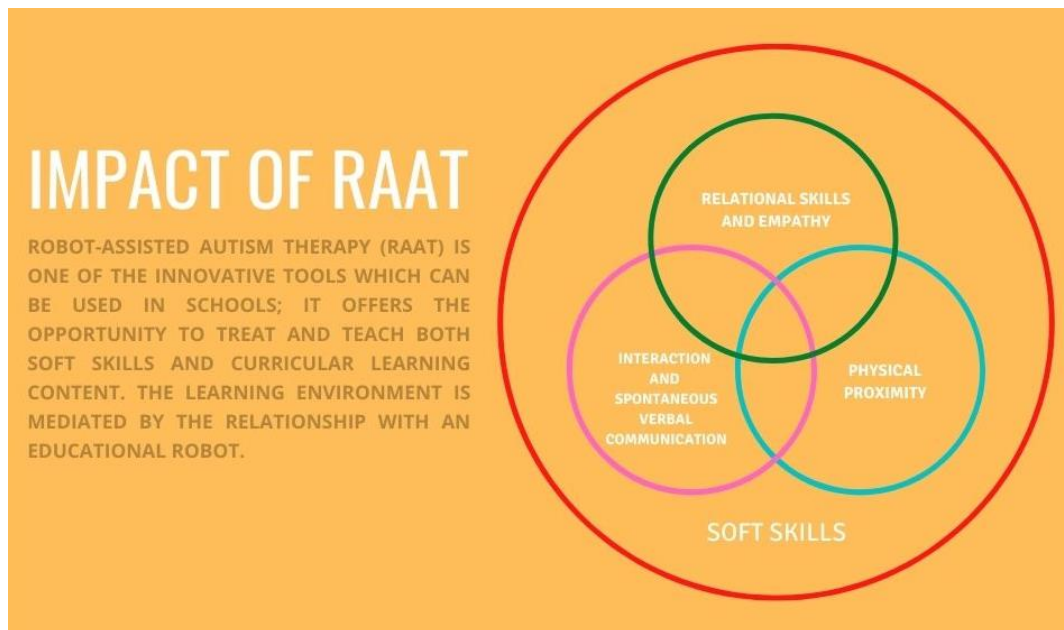 IMPACT OF RAAT
ROBOT-ASSISTED AUTISM THERAPY (RAAT) IS
ONE OF THE INNOVATIVE TOOLS WHICH CAN
BE USED IN SCHOOLS; IT OFFERS THE
OPPORTUNITY TO TREAT AND TEACH BOTH
SOFT SKILLS AND CURRICULAR LEARNING
CONTENT. THE LEARNING ENVIRONMENT IS
MEDIATED BY THE RELATIONSHIP WITH AN
EDUCATIONAL ROBOT.
RELATIONAL SKILLS
AND EMPATHY
INTERACTION
AND
SPONTANEOUS
VERBAL
COMMUNICATION
PHYSICAL
PROXIMITY
SOFT SKILLS